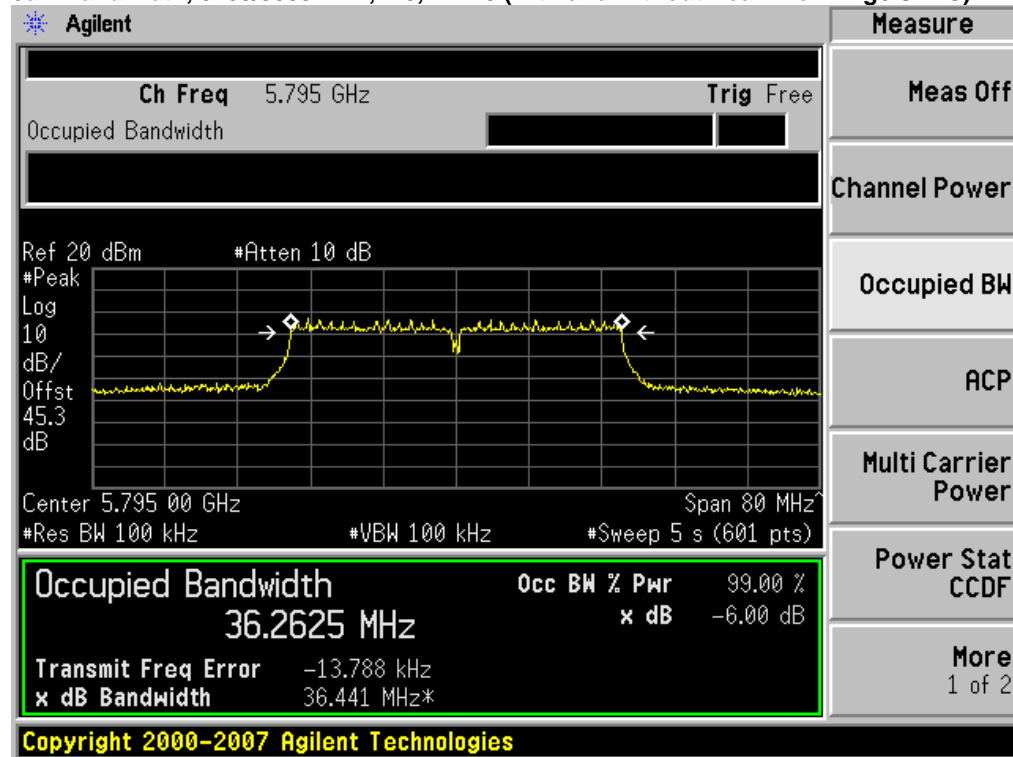 Agilent
Measure
Ch Freq 5.795 GHz Trig Free
Meas Off
Occupied Bandwidth
Channel Power
Ref 20 dBm #Atten 10 dB
#Peak
Log
10
dB/
Offst
45.3
dB
Occupied BW
ACP
Multi Carrier
Power
Center 5.795 00 GHz Span 80 MHz^
#Res BW 100 kHz #VBW 100 kHz #Sweep 5 s (601 pts)
Power Stat
CCDF
Occupied Bandwidth Occ BW % Pwr 99.00 %
36.2625 MHz x dB -6.00 dB
Transmit Freq Error -13.788 kHz
x dB Bandwidth 36.441 MHz*
More
1 of 2
Copyright 2000-2007 Agilent Technologies